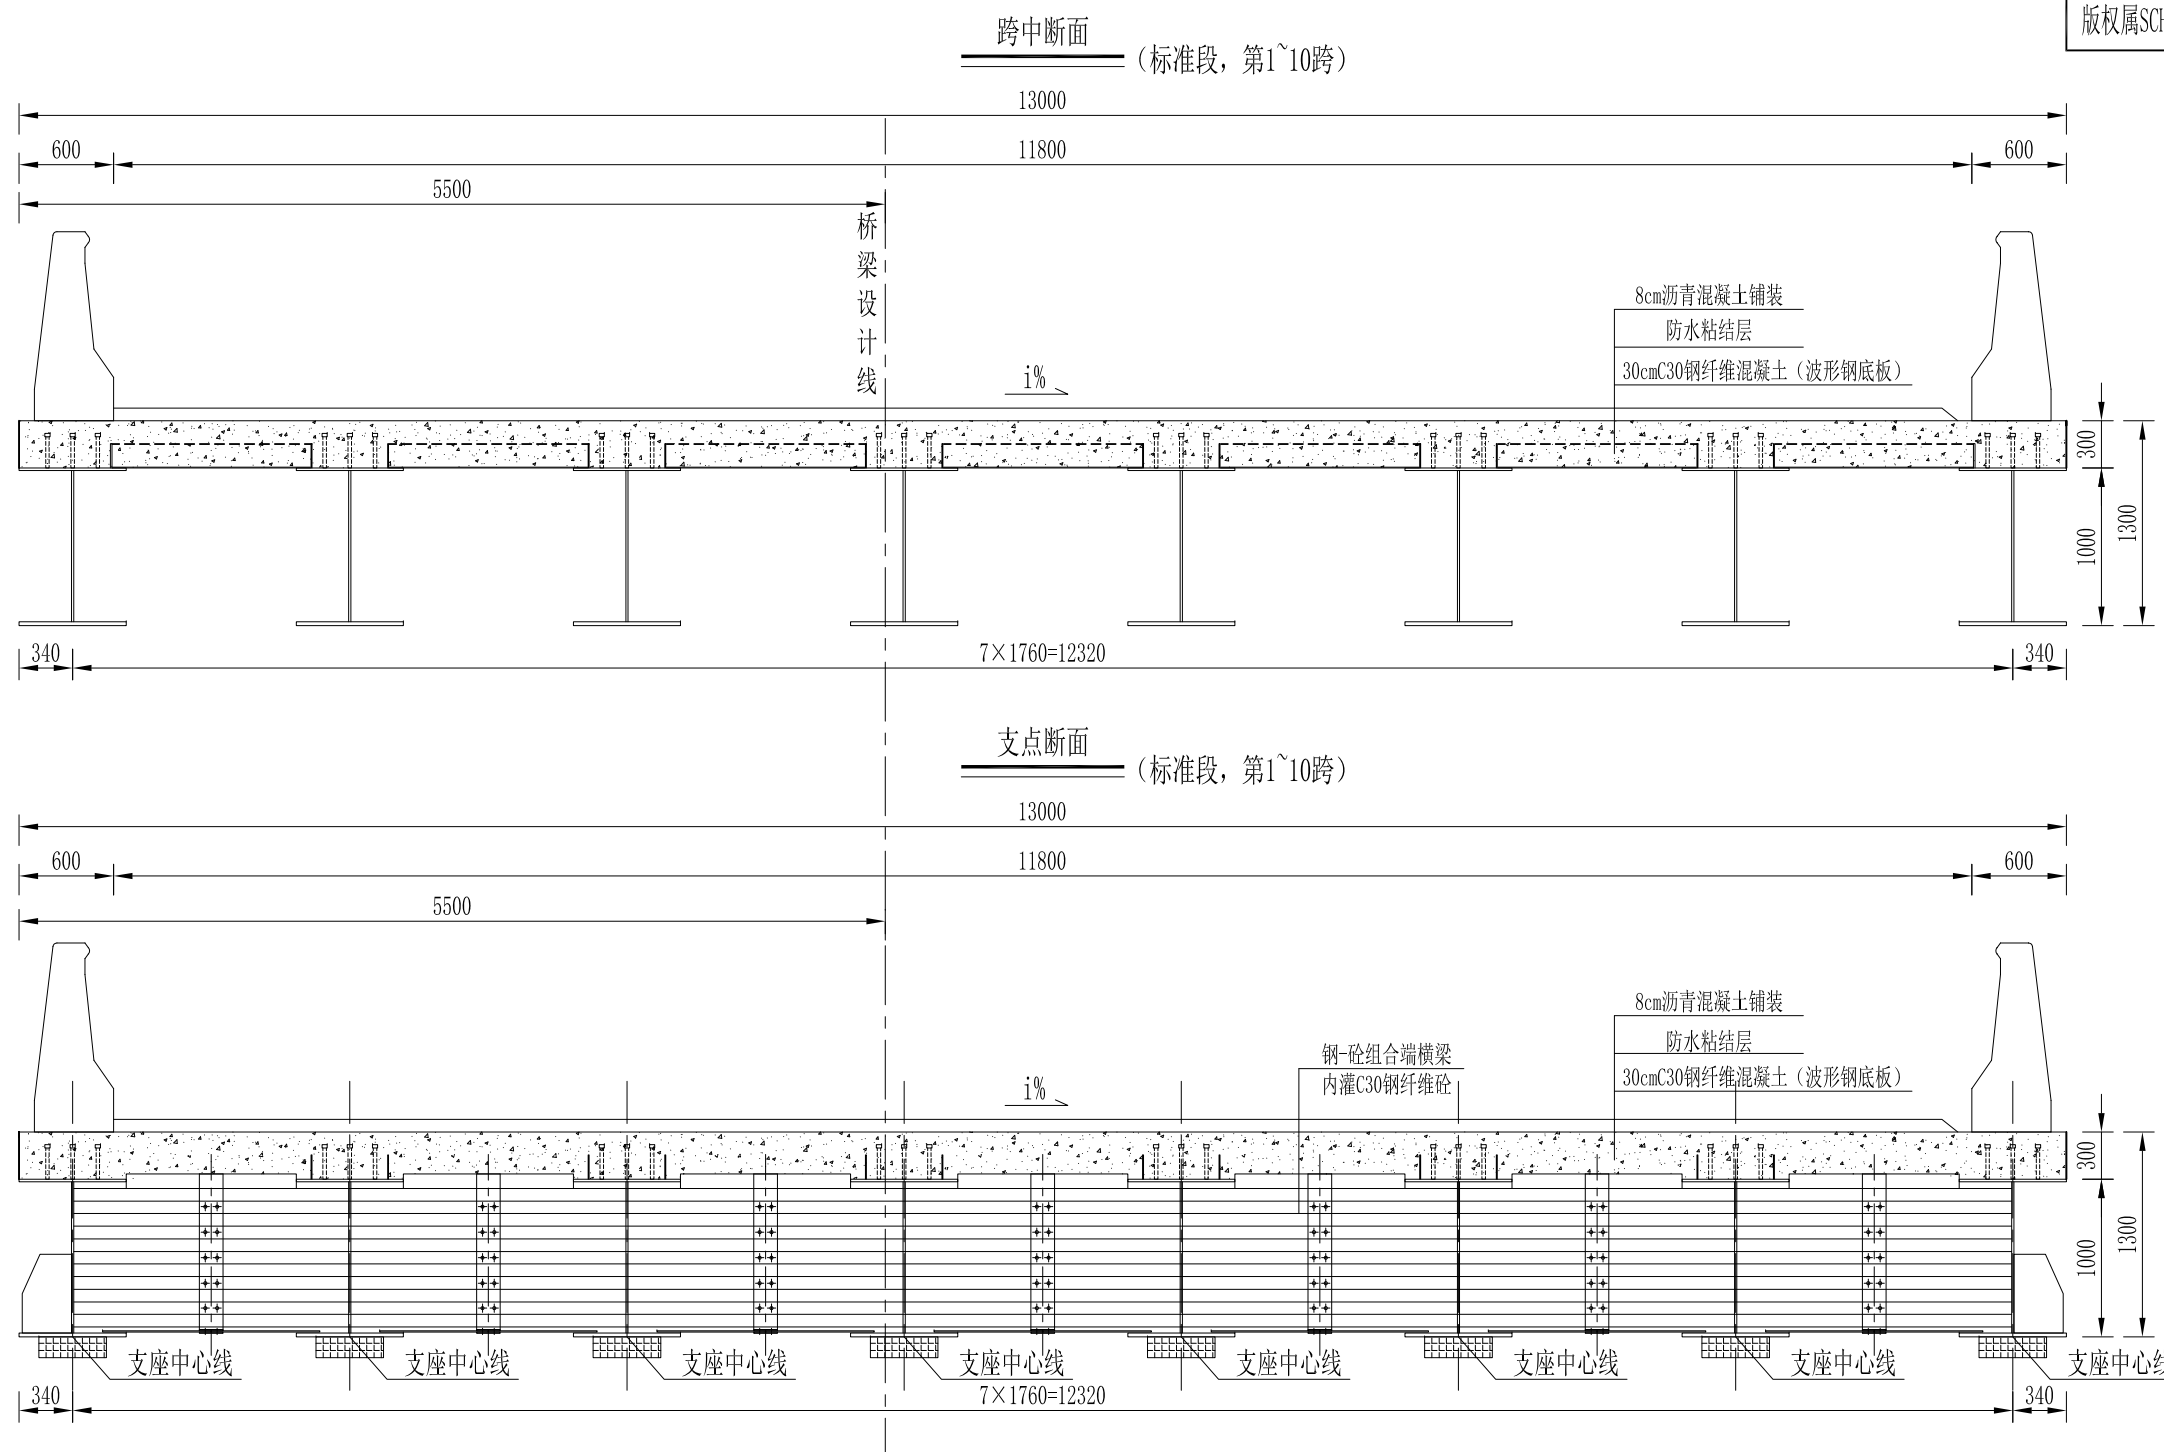 版权属SCH
跨中断面
(标准段，第1~10跨)
13000
600
11800
600
5500
桥梁设计线
8cm沥青混凝土铺装
防水粘结层
30cmC30钢纤维混凝土（波形钢底板）
i%
300
1000
1300
340
7×1760=12320
340
支点断面
(标准段，第1~10跨)
13000
600
11800
600
5500
8cm沥青混凝土铺装
防水粘结层
30cmC30钢纤维混凝土（波形钢底板）
钢-砼组合端横梁
内灌C30钢纤维砼
i%
300
1000
1300
支座中心线
支座中心线
支座中心线
支座中心线
支座中心线
支座中心线
支座中心线
支座中心线
340
7×1760=12320
340